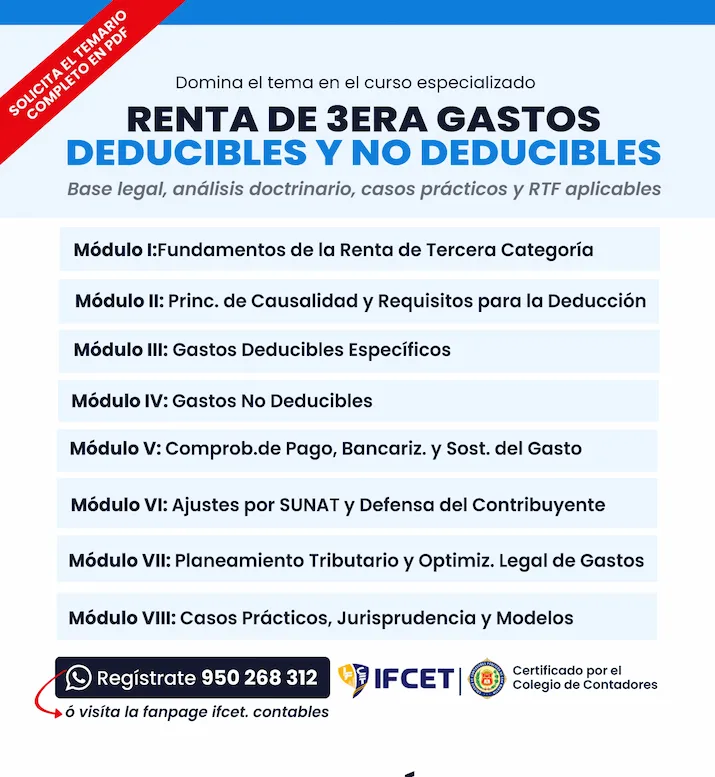 SOLICITA EL TEMARIO
COMPLETO EN PDF
Domina el tema en el curso especializado
RENTA DE 3ERA GASTOS
DEDUCIBLES Y NO DEDUCIBLES
Base legal, análisis doctrinario, casos prácticos y RTF aplicables
Módulo I:Fundamentos de la Renta de Tercera Categoría
Módulo II: Princ. de Causalidad y Requisitos para la Deducción
Módulo III: Gastos Deducibles Específicos
Módulo IV: Gastos No Deducibles
Módulo V: Comprob.de Pago, Bancariz. y Sost. del Gasto
Módulo VI: Ajustes por SUNAT y Defensa del Contribuyente
Módulo VII: Planeamiento Tributario y Optimiz. Legal de Gastos
Módulo VIII: Casos Prácticos, Jurisprudencia y Modelos
Regístrate 950 268 312
ó visíta la fanpage ifcet. contables
IFCET
Certificado por el
Colegio de Contadores